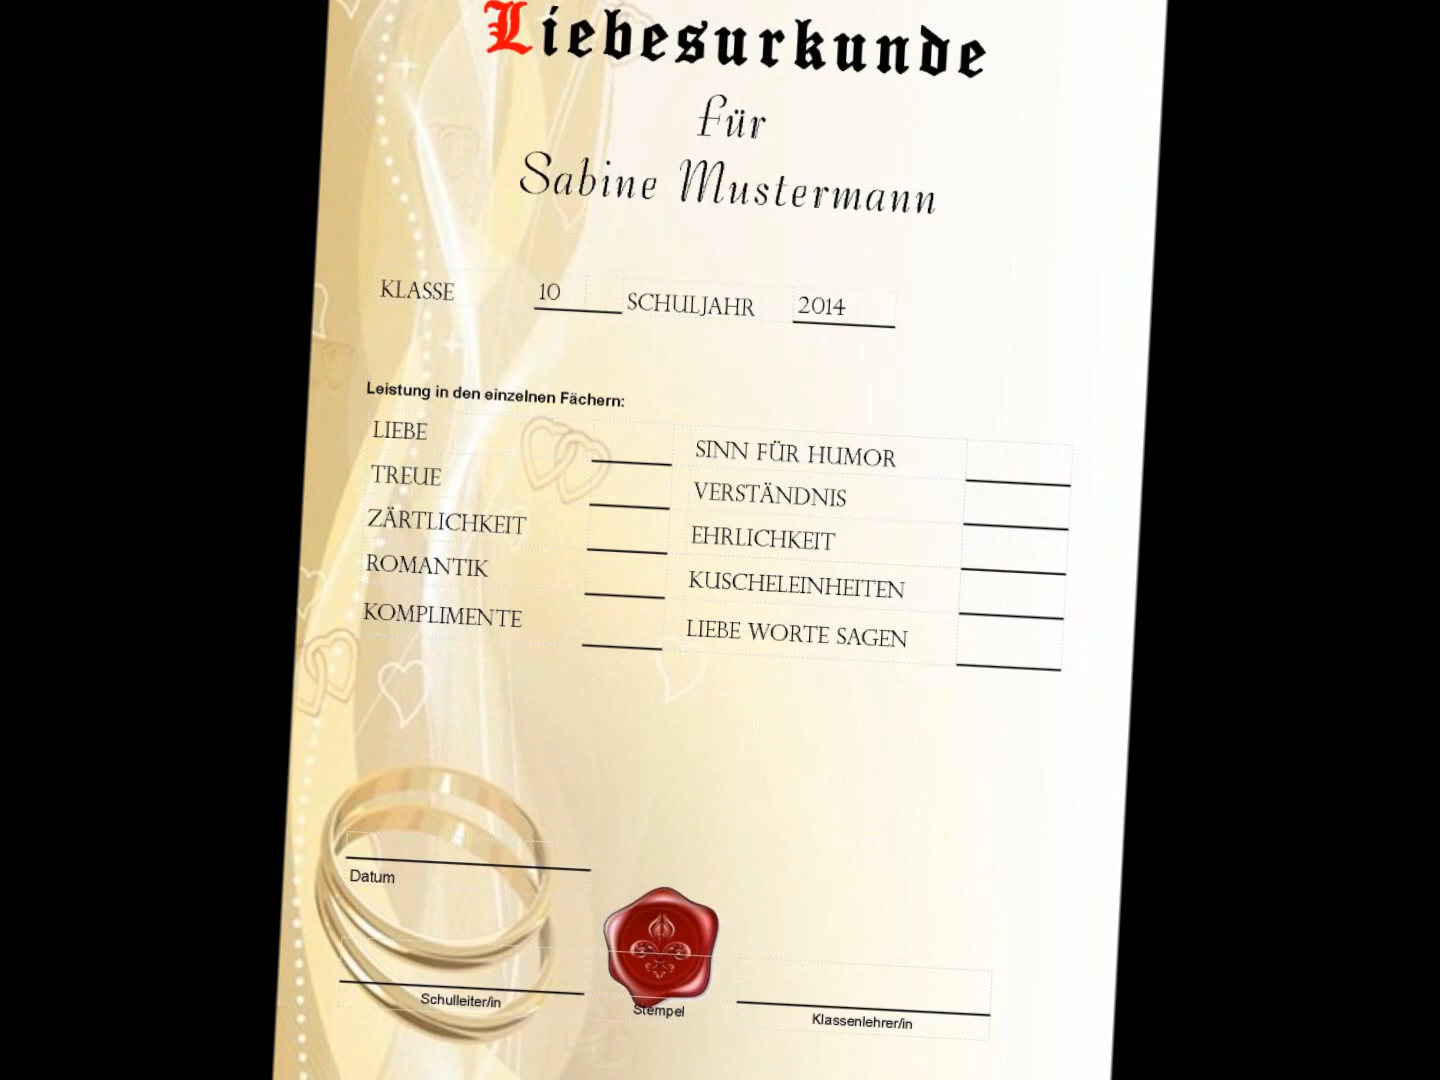 Liebesurkunde
für
Sabine Mustermann
KLASSE 10 SCHULJAHR 2014
Leistung in den einzelnen Fächern:
LIEBE SINN FÜR HUMOR
TREUE VERSTÄNDNIS
ZÄRTLICHKEIT EHRLICHKEIT
ROMANTIK KUSCHELEINHEITEN
KOMPLIMENTE LIEBE WORTE SAGEN
Datum
Schulleiter/in Stempel Klassenlehrer/in